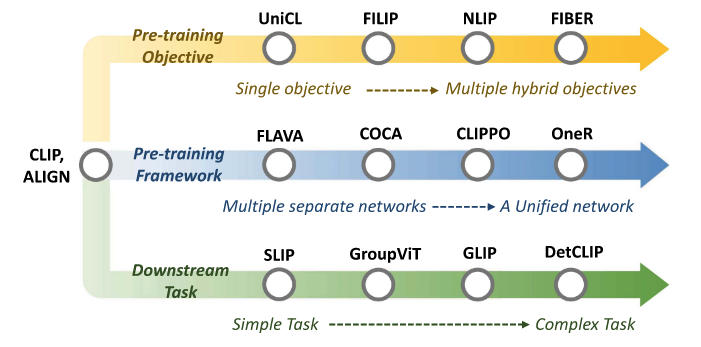 UniCL FILIP NLIP FIBER
Pre-training
Objective
Single objective Multiple hybrid objectives
FLAVA COCA CLIPPO OneR
CLIP,
ALIGN
Pre-training
Framework
Multiple separate networks A Unified network
SLIP GroupViT GLIP DetCLIP
Downstream
Task
Simple Task Complex Task